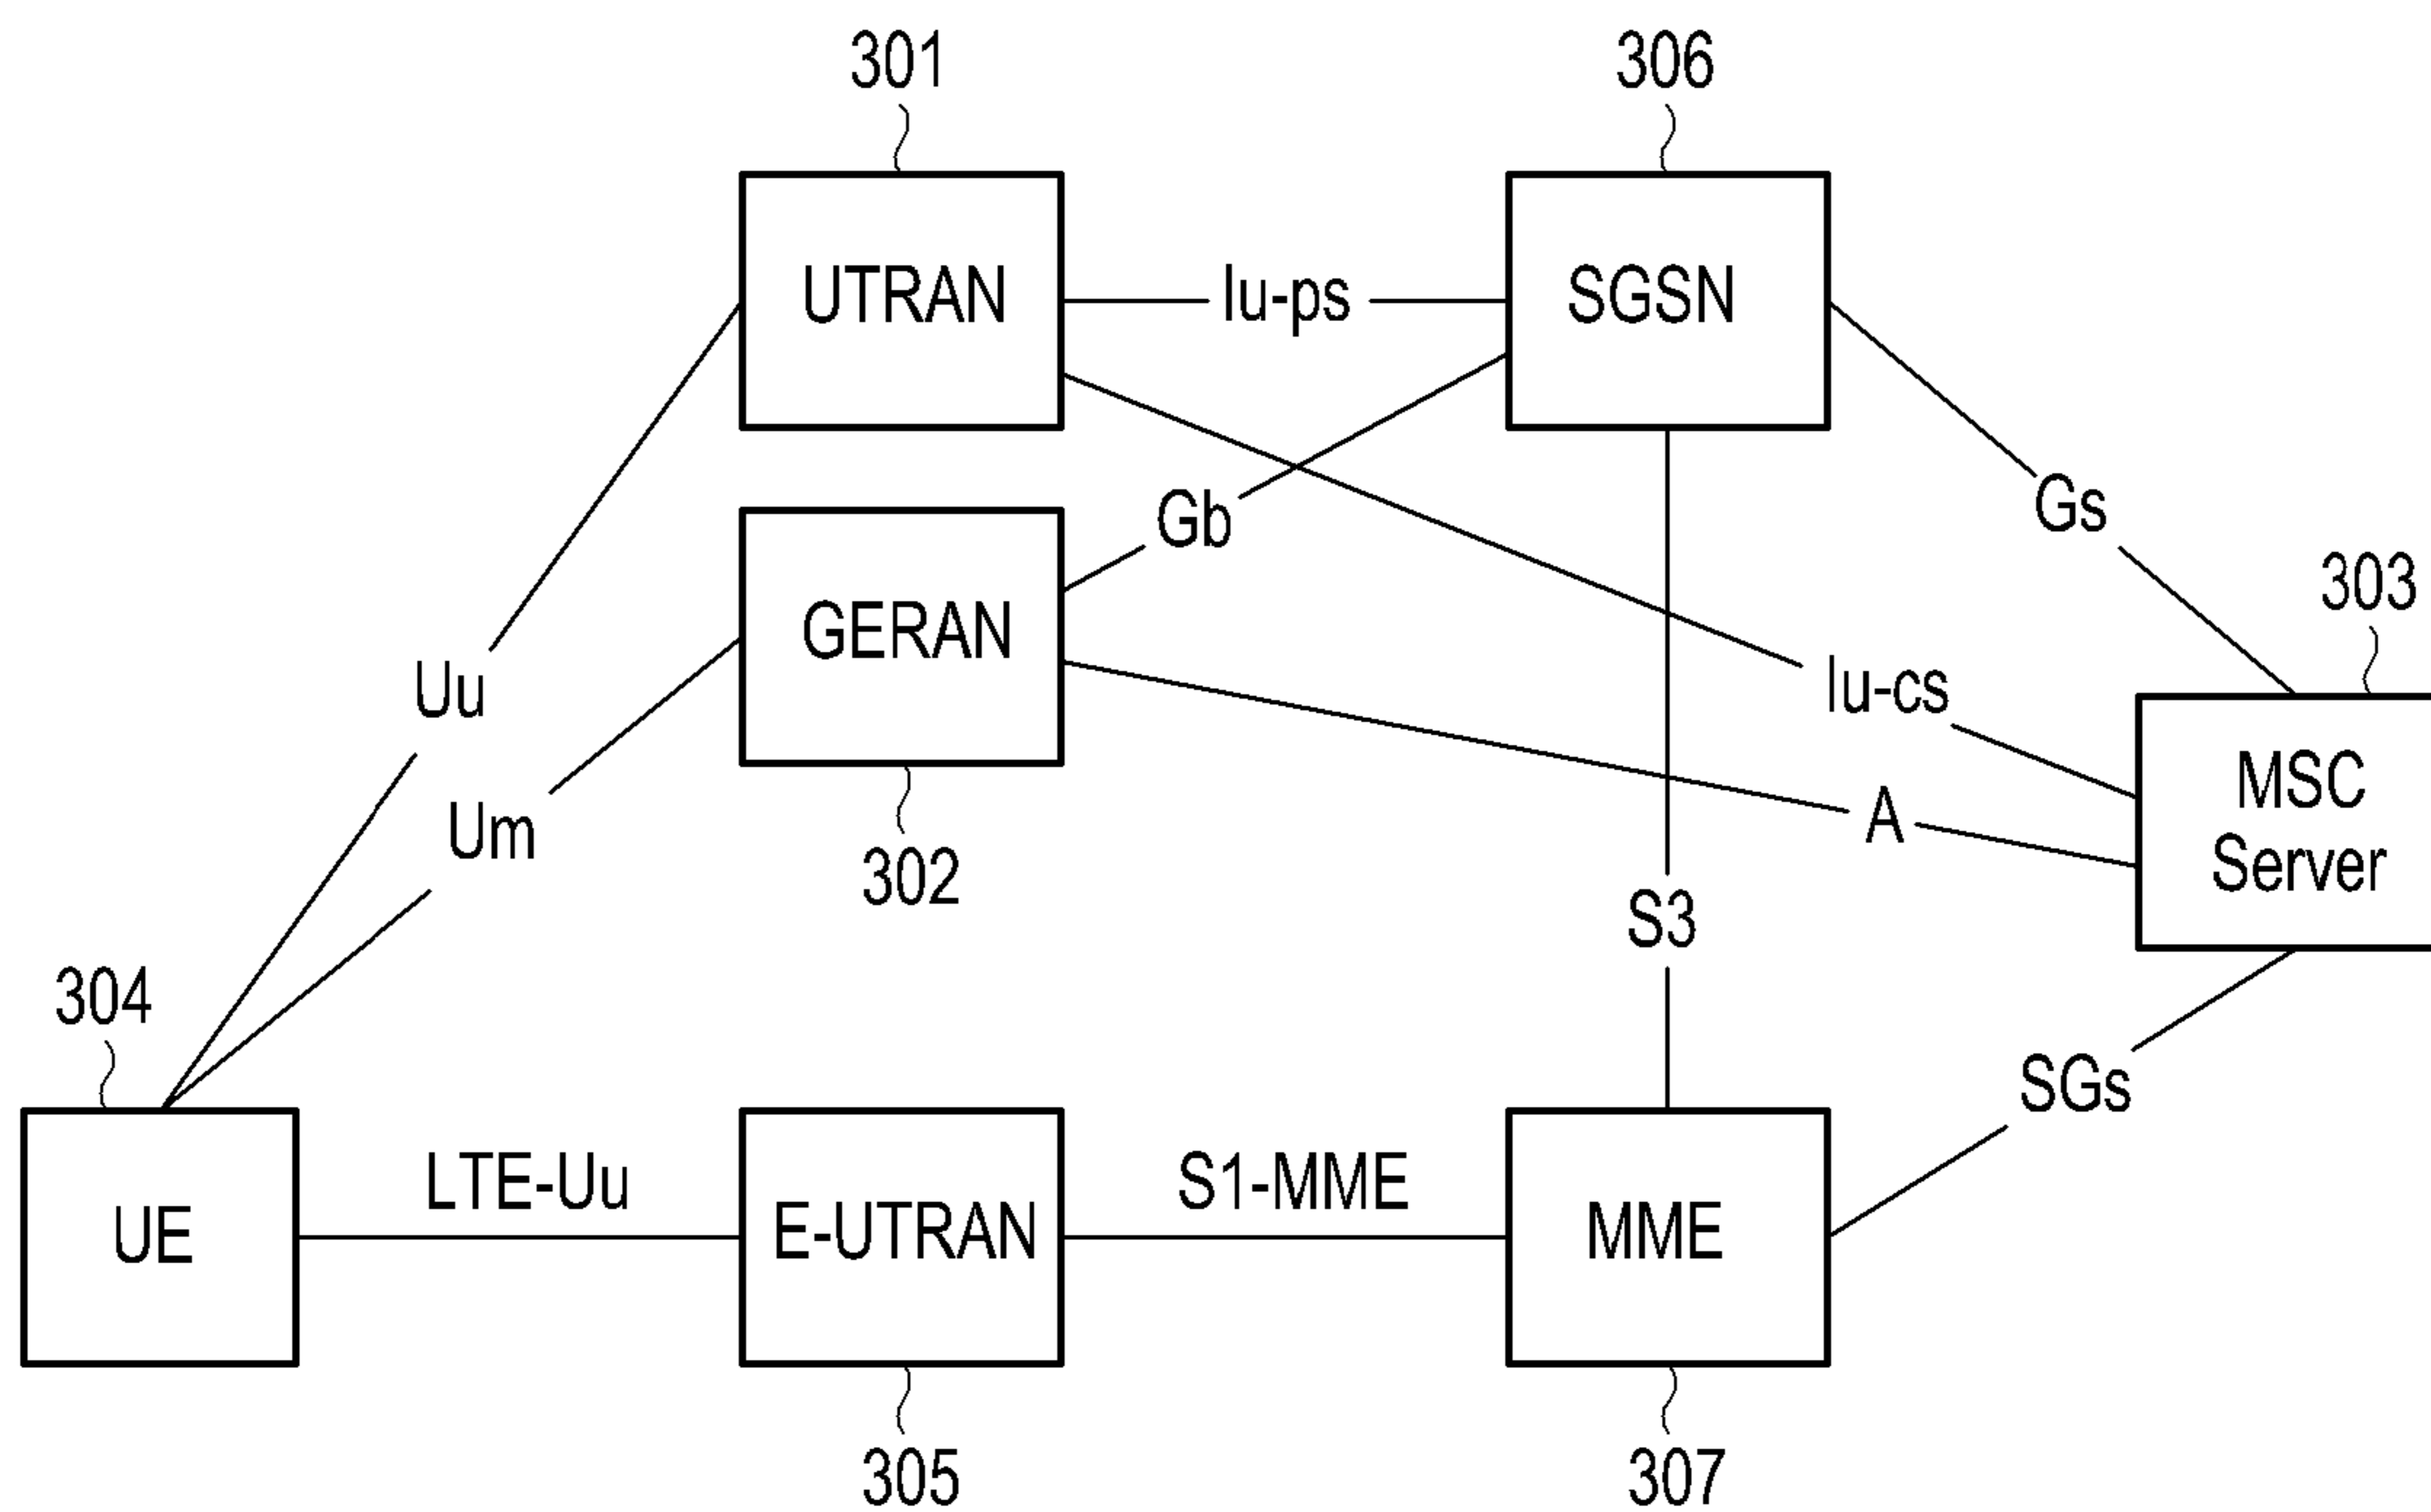 301
306
UTRAN
Iu-ps
SGSN
Gb
Gs
303
GERAN
Uu
Iu-cs
Um
A
MSC
Server
302
S3
304
SGs
LTE-Uu
S1-MME
UE
E-UTRAN
MME
305
307